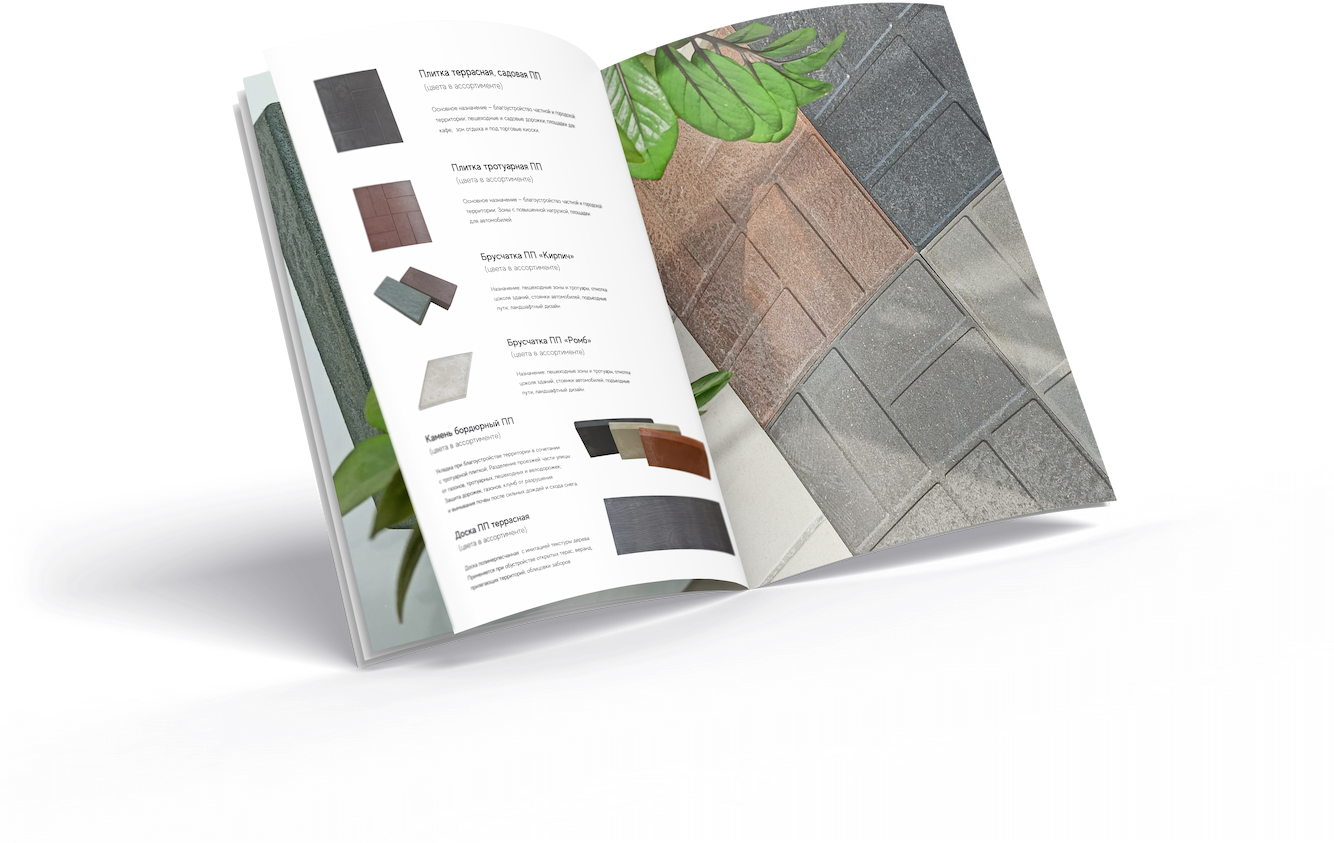 Плитка террасная, садовая ПП
(цвета в ассортименте)
Основное назначение – благоустройство частной и городской
территории: пешеходные и садовые дорожки, площадки для
кафе, зон отдыха и под торговые киоски.
Плитка тротуарная ПП
(цвета в ассортименте)
Основное назначение – благоустройство частной и городской
территории. Зоны с повышенной нагрузкой, площадки
для автомобилей.
Брусчатка ПП «Кирпич»
(цвета в ассортименте)
Назначение: пешеходные зоны и тротуары, отмостка
цоколя зданий, стоянки автомобилей, подъездные
пути, ландшафтный дизайн.
Брусчатка ПП «Ромб»
(цвета в ассортименте)
Назначение: пешеходные зоны и тротуары, отмостка
цоколя зданий, стоянки автомобилей, подъездные
пути, ландшафтный дизайн.
Камень бордюрный ПП
(цвета в ассортименте)
Укладка при благоустройстве территории в сочетании
с тротуарной плиткой. Разделение проезжей части улицы
от газонов, тротуарных, пешеходных и велодорожек.
Защита дорожек, газонов, клумб от разрушения
и вымывания почвы после сильных дождей и схода снега.
Доска ПП террасная
(цвета в ассортименте)
Доска полимерпесчаная с имитацией текстуры дерева.
Применяется при обустройстве открытых террас, веранд,
прилегающих территорий, облицовки заборов.